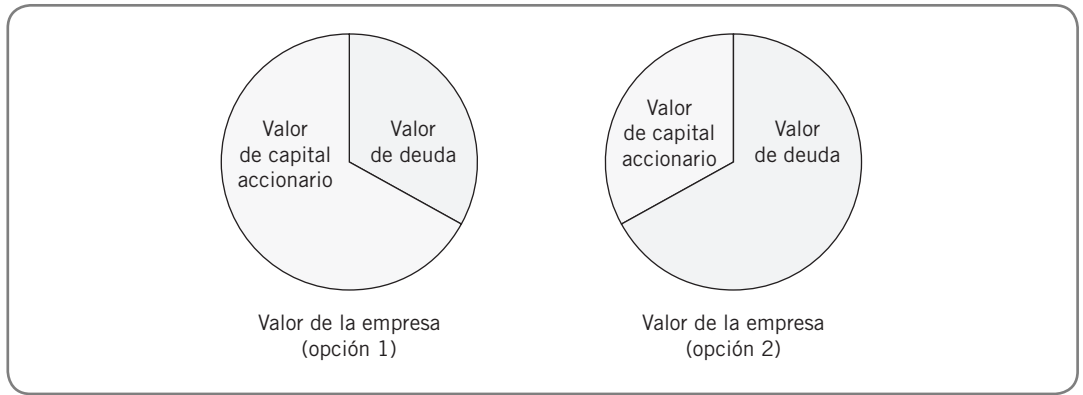 Valor
de capital
accionario
Valor
de deuda
Valor de la empresa
(opción 1)
Valor
de capital
accionario
Valor
de deuda
Valor de la empresa
(opción 2)